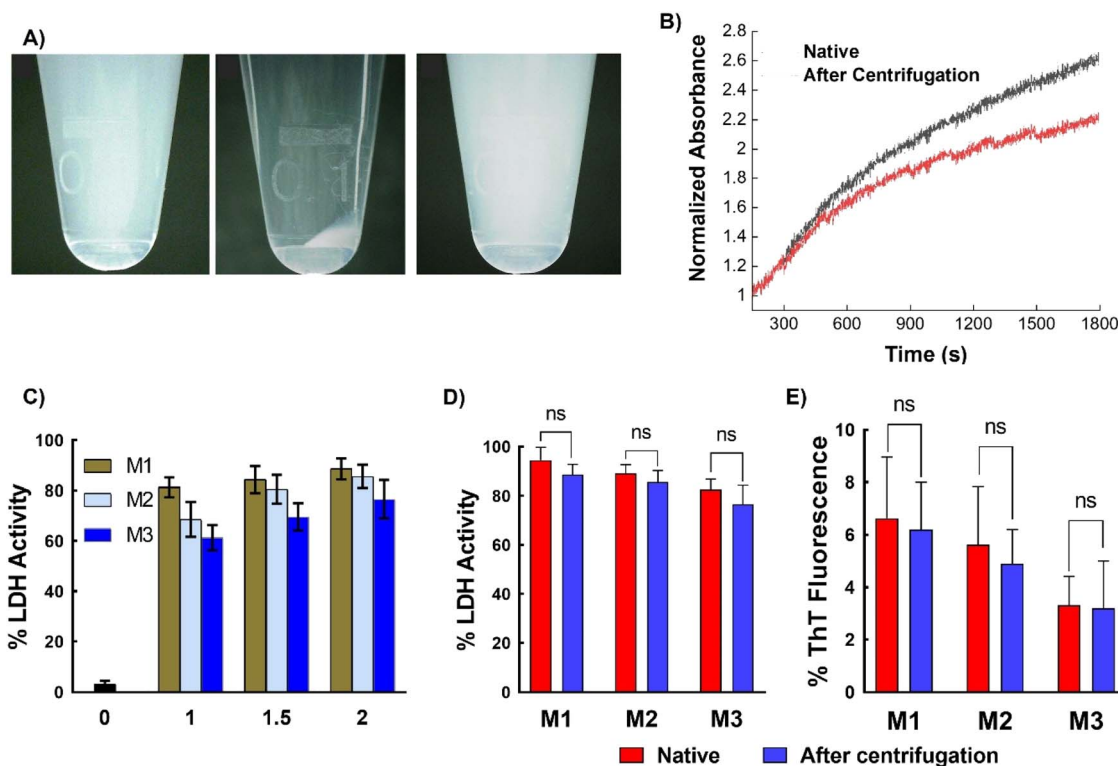 A)
0
0.1
B)
Normalized Absorbance
2.8
2.6
2.4
2.2
2
1.8
1.6
1.4
1.2
1
Native
After Centrifugation
300
600
900
1200
1500
1800
Time (s)
C)
% LDH Activity
100
80
60
40
20
0
M1
M2
M3
0
1
1.5
2
D)
% LDH Activity
100
80
60
40
20
0
ns
ns
ns
M1
M2
M3
E)
% ThT Fluorescence
10
8
6
4
2
0
ns
ns
ns
M1
M2
M3
Native
After centrifugation